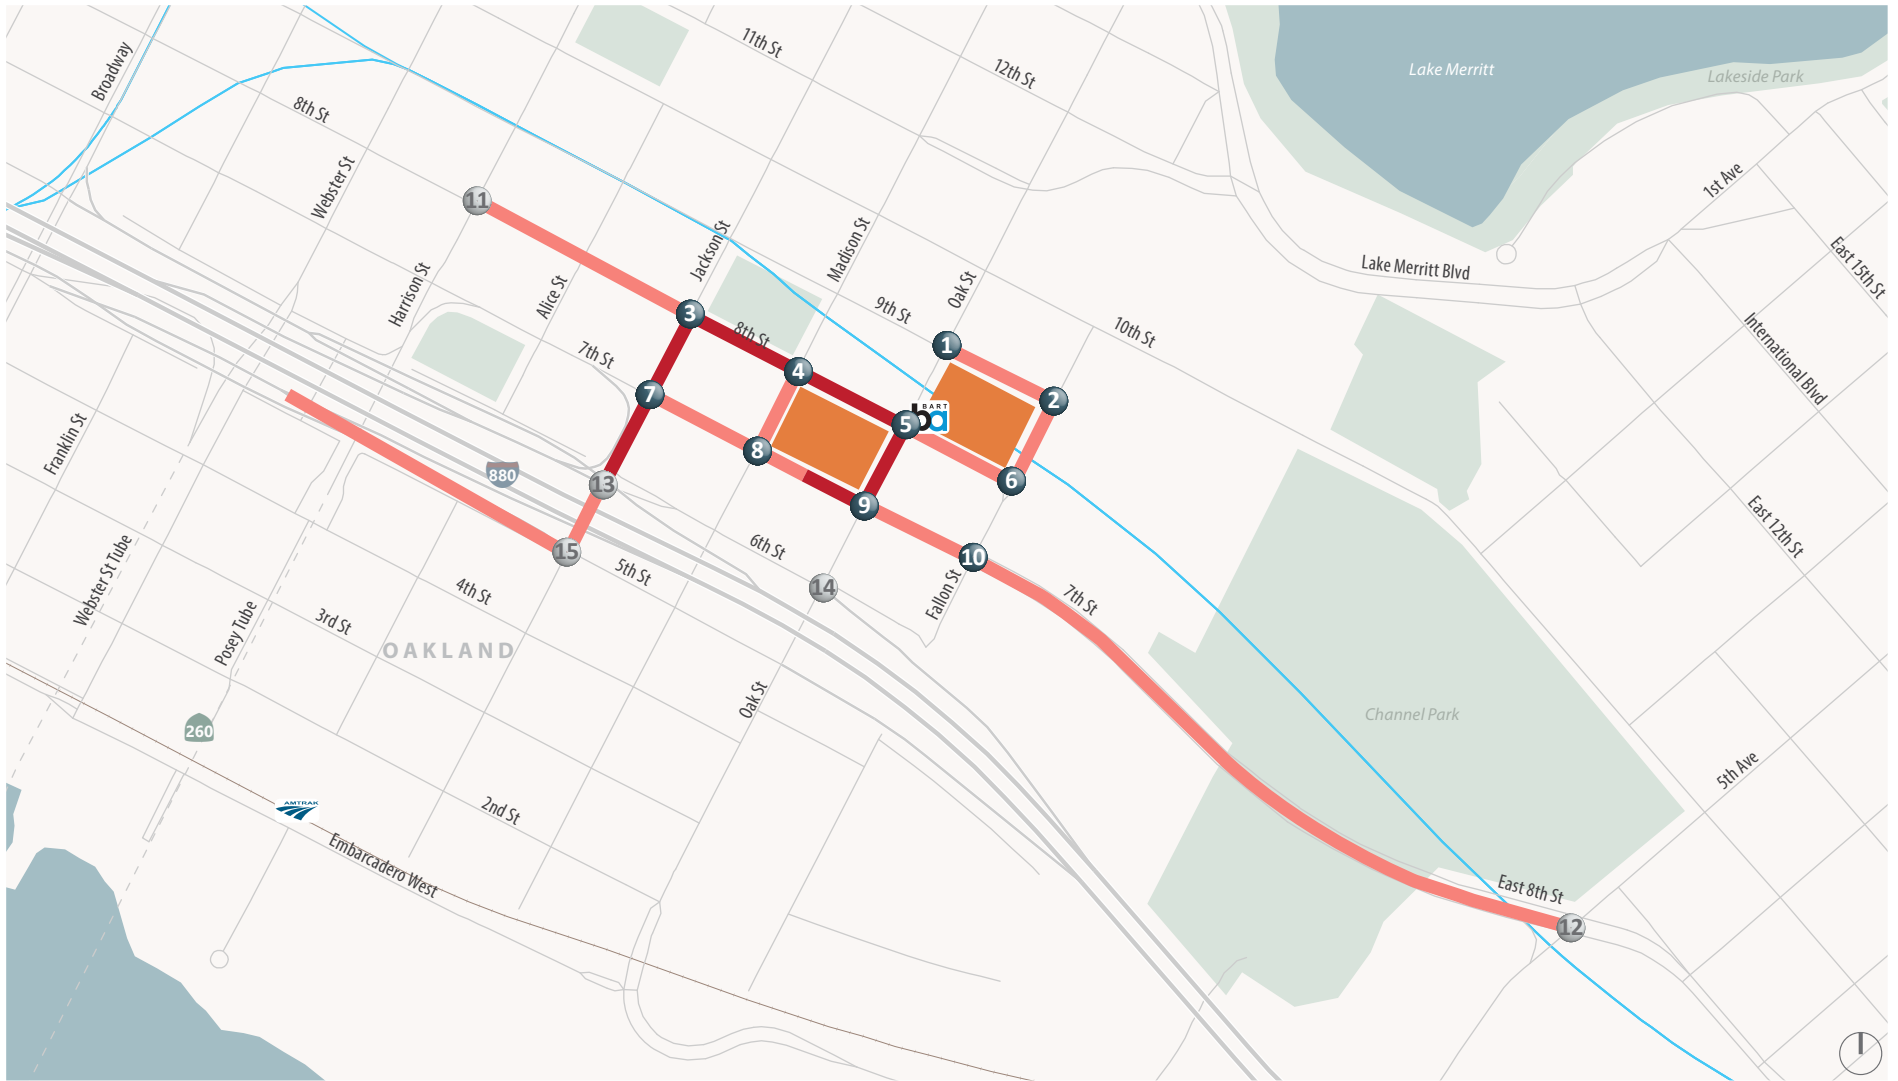 11th St
12th St
Lake Merritt
Lakeside Park
Broadway
8th St
Webster St
1st Ave
11
Jackson St
Madison St
East 15th St
Lake Merritt Blvd
Harrison St
Alice St
Oak St
9th St
10th St
3
8th St
1
International Blvd
7th St
4
2
7
BART
ba
5
Franklin St
8
880
13
6
9
East 12th St
6th St
15
5th St
10
14
Webster St Tube
4th St
Fallon St
7th St
3rd St
Posey Tube
OAKLAND
Oak St
Channel Park
260
5th Ave
AMTRAK
2nd St
Embarcadero West
East 8th St
12